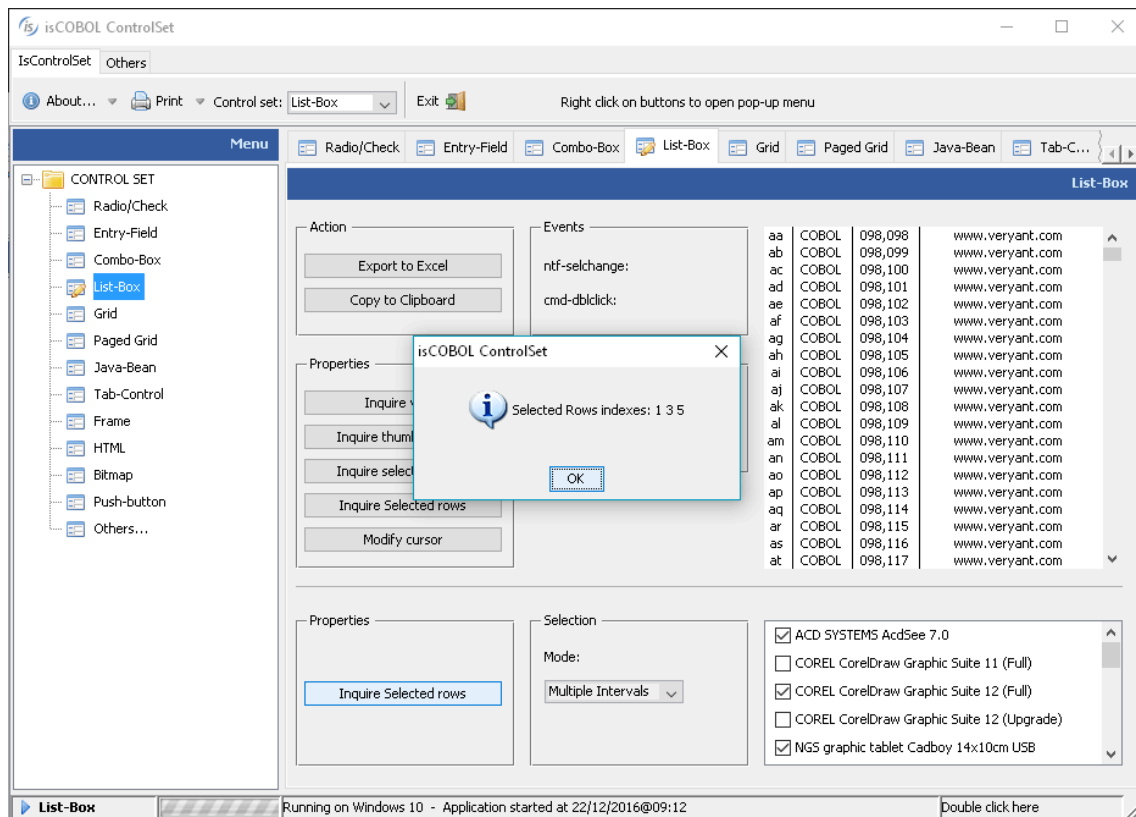 isCOBOL ControlSet
IsControlSet Others
About... Print Control set: List-Box Exit Right click on buttons to open pop-up menu
Menu
CONTROL SET
Radio/Check
Entry-Field
Combo-Box
List-Box
Grid
Paged Grid
Java-Bean
Tab-Control
Frame
HTML
Bitmap
Push-button
Others...
Radio/Check Entry-Field Combo-Box List-Box Grid Paged Grid Java-Bean Tab-C...
List-Box
Action
Export to Excel
Copy to Clipboard
Events
ntf-selchange:
cmd-dblclick:
Properties
Inquire
Inquire
Inquire
Inquire Selected rows
Modify cursor
isCOBOL ControlSet
Selected Rows indexes: 1 3 5
OK
aa COBOL 098,098 www.veryant.com
ab COBOL 098,099 www.veryant.com
ac COBOL 098,100 www.veryant.com
ad COBOL 098,101 www.veryant.com
ae COBOL 098,102 www.veryant.com
af COBOL 098,103 www.veryant.com
ag COBOL 098,104 www.veryant.com
ah COBOL 098,105 www.veryant.com
ai COBOL 098,106 www.veryant.com
aj COBOL 098,107 www.veryant.com
ak COBOL 098,108 www.veryant.com
al COBOL 098,109 www.veryant.com
am COBOL 098,110 www.veryant.com
an COBOL 098,111 www.veryant.com
ao COBOL 098,112 www.veryant.com
ap COBOL 098,113 www.veryant.com
aq COBOL 098,114 www.veryant.com
ar COBOL 098,115 www.veryant.com
as COBOL 098,116 www.veryant.com
at COBOL 098,117 www.veryant.com
Properties
Inquire Selected rows
Selection
Mode:
Multiple Intervals
ACD SYSTEMS AcdSee 7.0
COREL CorelDraw Graphic Suite 11 (Full)
COREL CorelDraw Graphic Suite 12 (Full)
COREL CorelDraw Graphic Suite 12 (Upgrade)
NGS graphic tablet Cadboy 14x10cm USB
List-Box Running on Windows 10 - Application started at 22/12/2016@09:12 Double click here